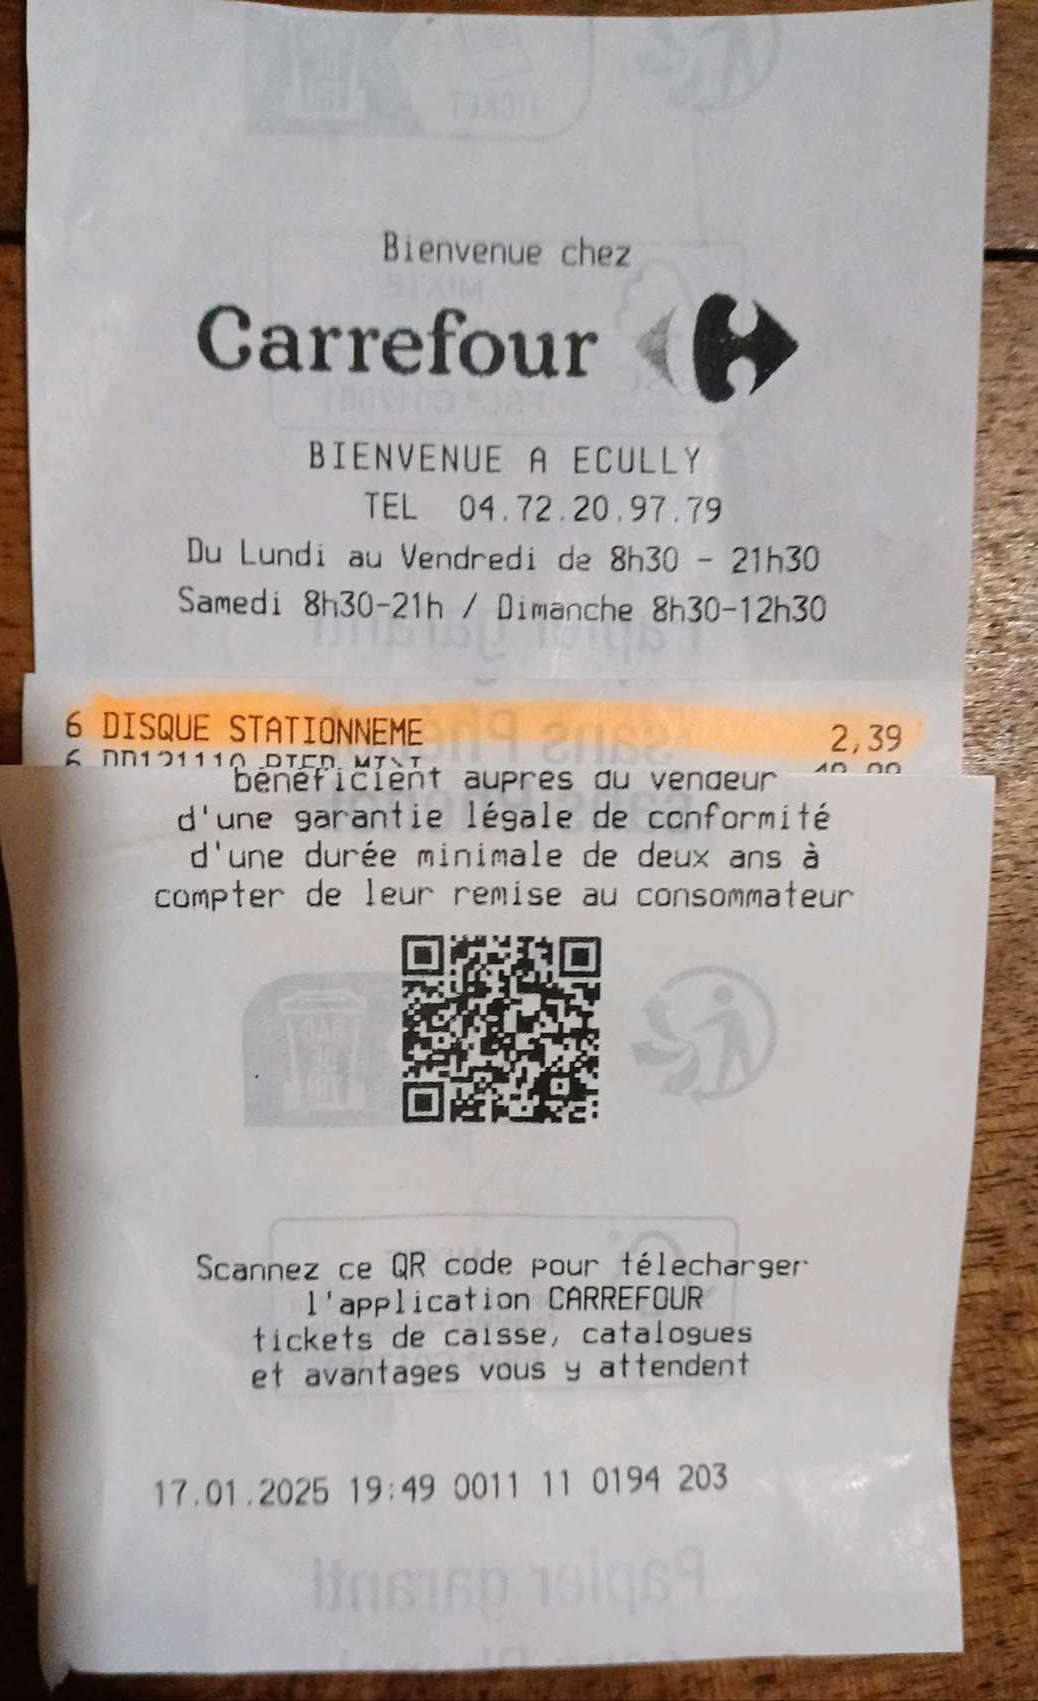 Bienvenue chez
Carrefour
BIENVENUE A ECULLY
TEL 04.72.20.97.79
Du Lundi au Vendredi de 8h30 - 21h30
Samedi 8h30-21h / Dimanche 8h30-12h30
6 DISQUE STATIONNEME 2,39
6
bénéficient aupres du vendeur
d'une garantie légale de conformité
d'une durée minimale de deux ans à
compter de leur remise au consommateur
Scannez ce QR code pour télecharger
l'application CARREFOUR
tickets de caisse, catalogues
et avantages vous y attendent
17.01.2025 19:49 0011 11 0194 203
Papier garanti